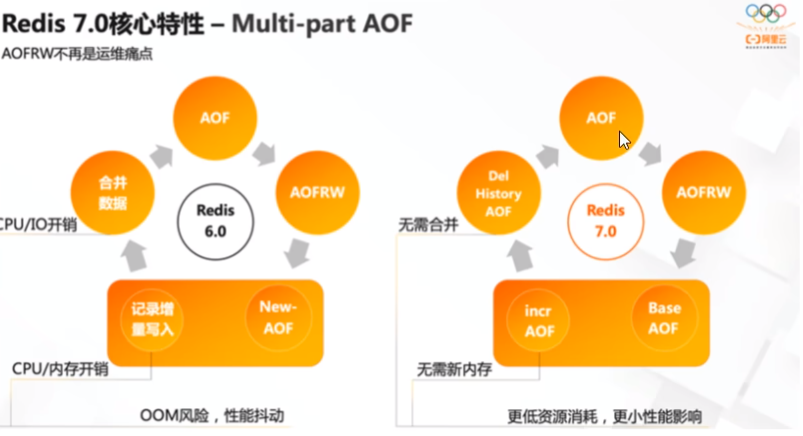 Redis 7.0核心特性 – Multi-part AOF
AOFRW不再是运维痛点
阿里云
AOF
合并
数据
AOFRW
Redis
6.0
CPU/IO开销
记录增
量写入
New-
AOF
CPU/内存开销
OOM风险，性能抖动
AOF
Del
History
AOF
AOFRW
Redis
7.0
无需合并
incr
AOF
Base
AOF
无需新内存
更低资源消耗，更小性能影响